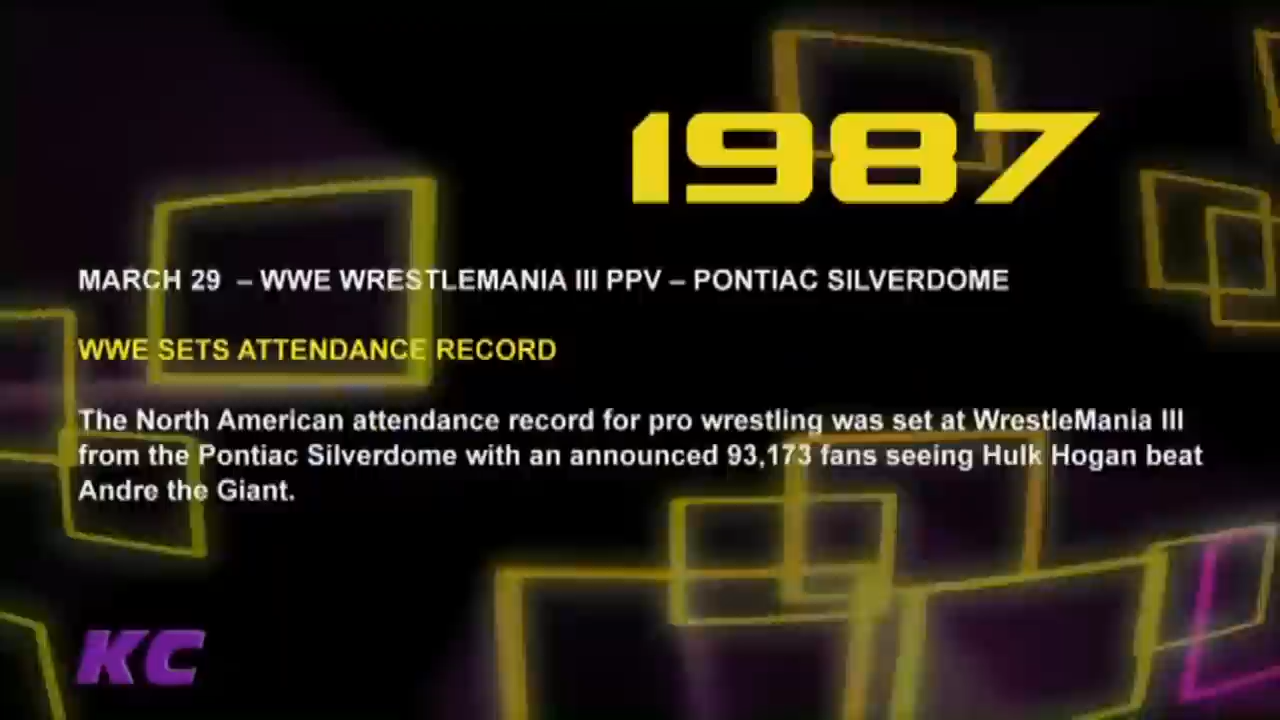 1987
MARCH 29 – WWE WRESTLEMANIA III PPV – PONTIAC SILVERDOME
WWE SETS ATTENDANCE RECORD
The North American attendance record for pro wrestling was set at WrestleMania III
from the Pontiac Silverdome with an announced 93,173 fans seeing Hulk Hogan beat
Andre the Giant.
KC